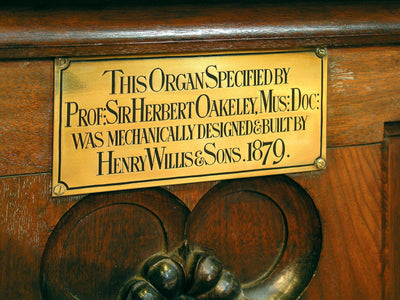 THIS ORGAN SPECIFIED BY
PROF: SIR HERBERT OAKELEY, MUS: DOC:
WAS MECHANICALLY DESIGNED & BUILT BY
HENRY WILLIS & SONS. 1879.